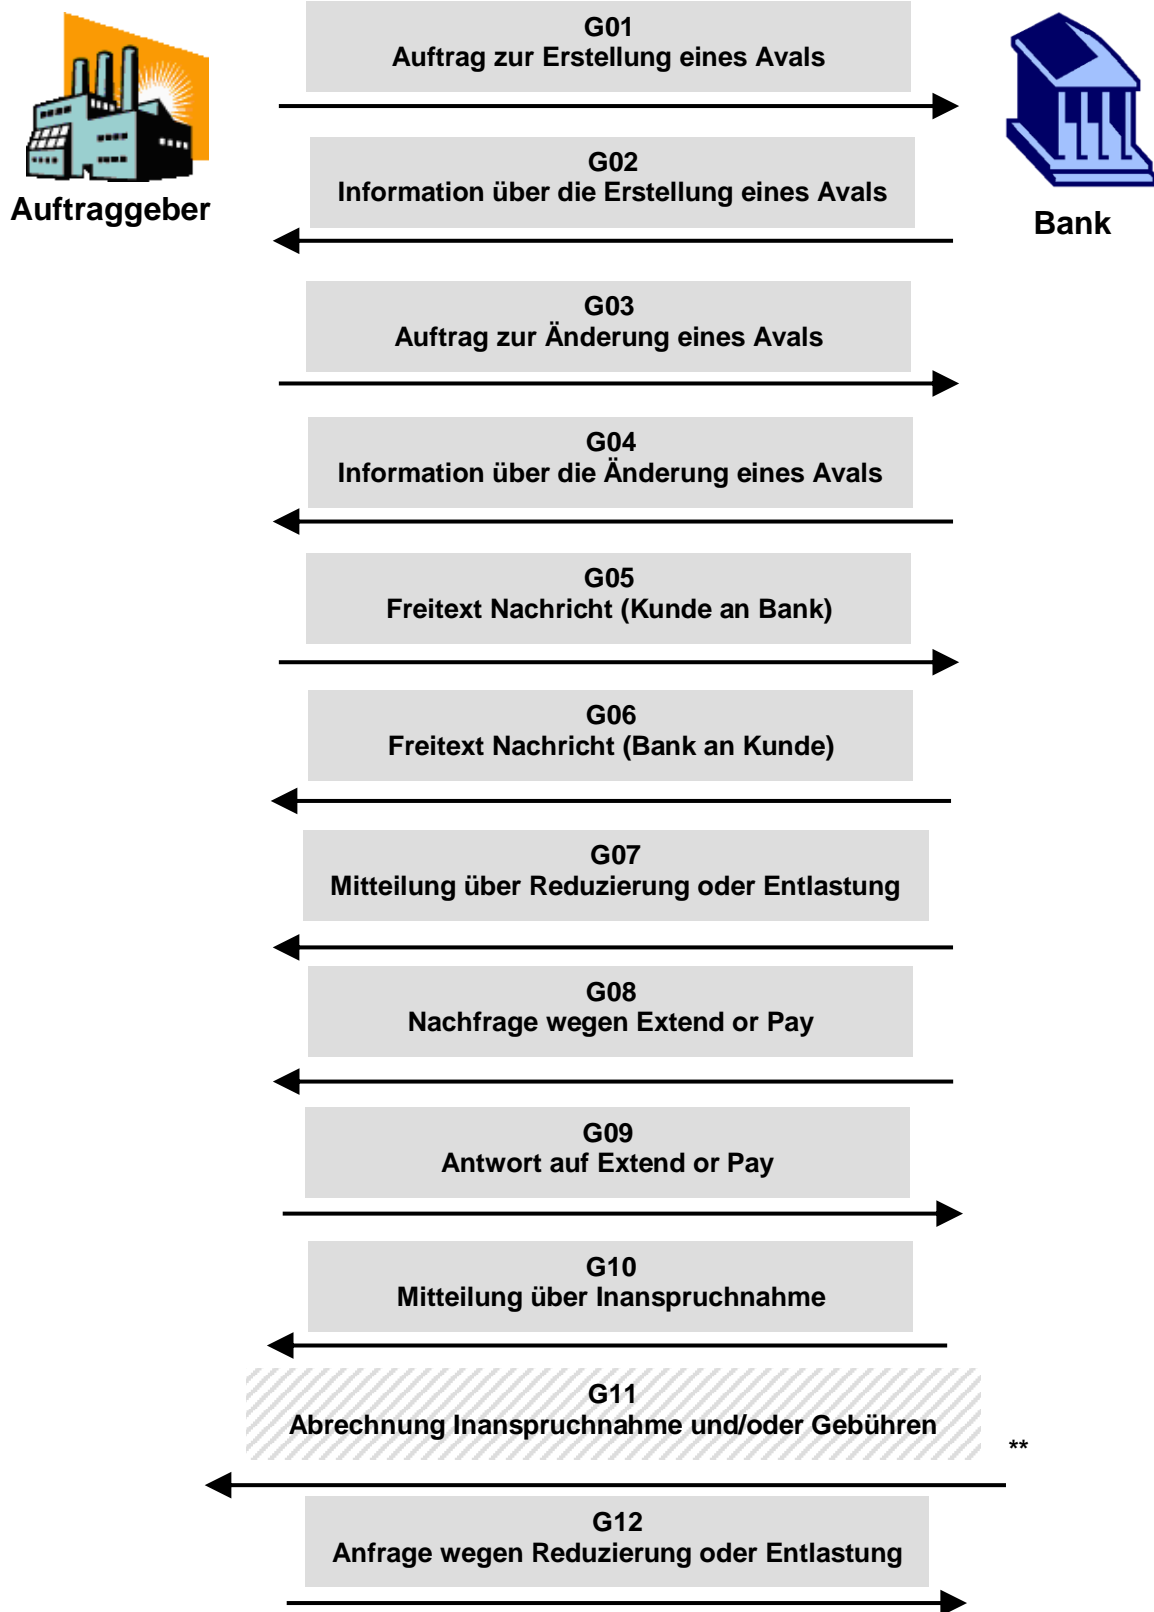 G01
Auftrag zur Erstellung eines Avals
G02
Information über die Erstellung eines Avals
Auftraggeber
Bank
G03
Auftrag zur Änderung eines Avals
G04
Information über die Änderung eines Avals
G05
Freitext Nachricht (Kunde an Bank)
G06
Freitext Nachricht (Bank an Kunde)
G07
Mitteilung über Reduzierung oder Entlastung
G08
Nachfrage wegen Extend or Pay
G09
Antwort auf Extend or Pay
G10
Mitteilung über Inanspruchnahme
G11
Abrechnung Inanspruchnahme und/oder Gebühren
**
G12
Anfrage wegen Reduzierung oder Entlastung